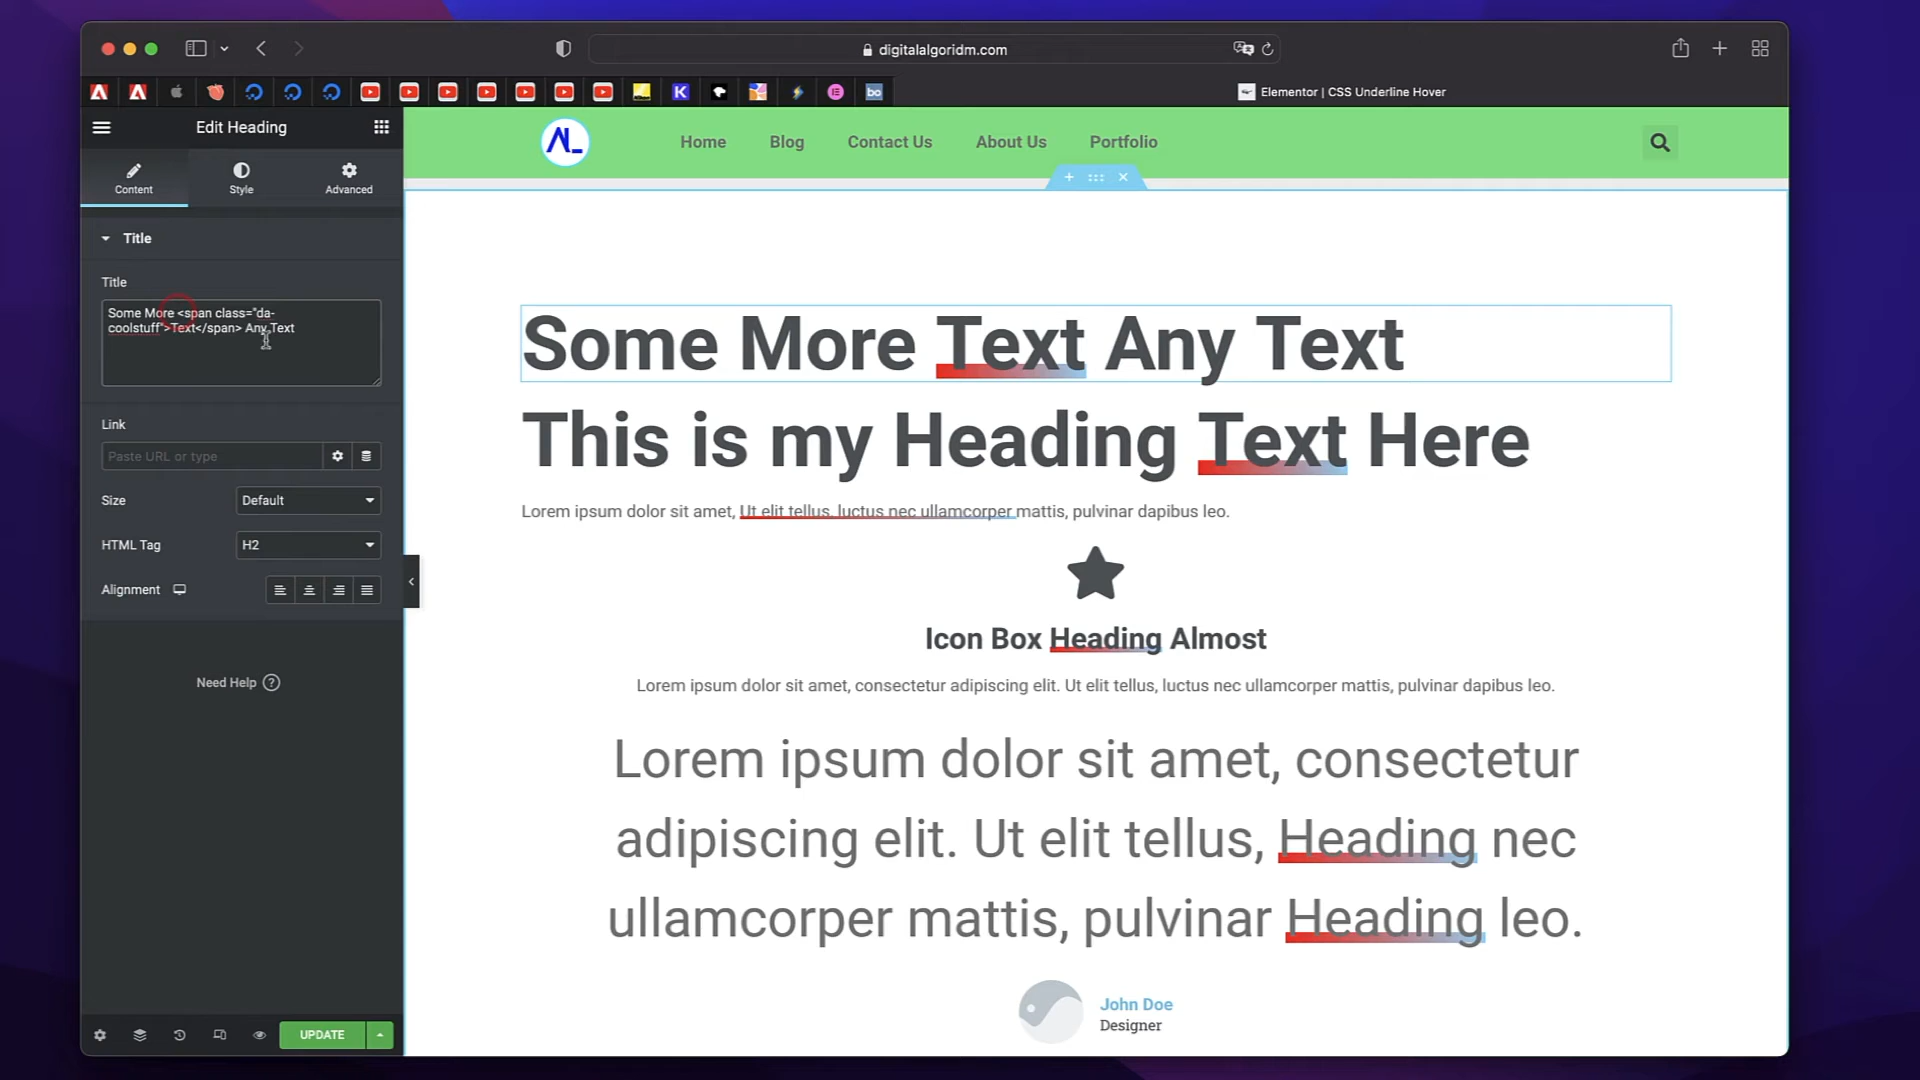 digitalalgoridm.com
K
bo
Elementor | CSS Underline Hover
Edit Heading
Content
Style
Advanced
Title
Title
Some More <span class="da-
coolstuff">Text</span> Any Text
Link
Paste URL or type
Size
Default
HTML Tag
H2
Alignment
Need Help ?
UPDATE
Home
Blog
Contact Us
About Us
Portfolio
Some More Text Any Text
This is my Heading Text Here
Lorem ipsum dolor sit amet, Ut elit tellus, luctus nec ullamcorper mattis, pulvinar dapibus leo.
Icon Box Heading Almost
Lorem ipsum dolor sit amet, consectetur adipiscing elit. Ut elit tellus, luctus nec ullamcorper mattis, pulvinar dapibus leo.
Lorem ipsum dolor sit amet, consectetur
adipiscing elit. Ut elit tellus, Heading nec
ullamcorper mattis, pulvinar Heading leo.
John Doe
Designer